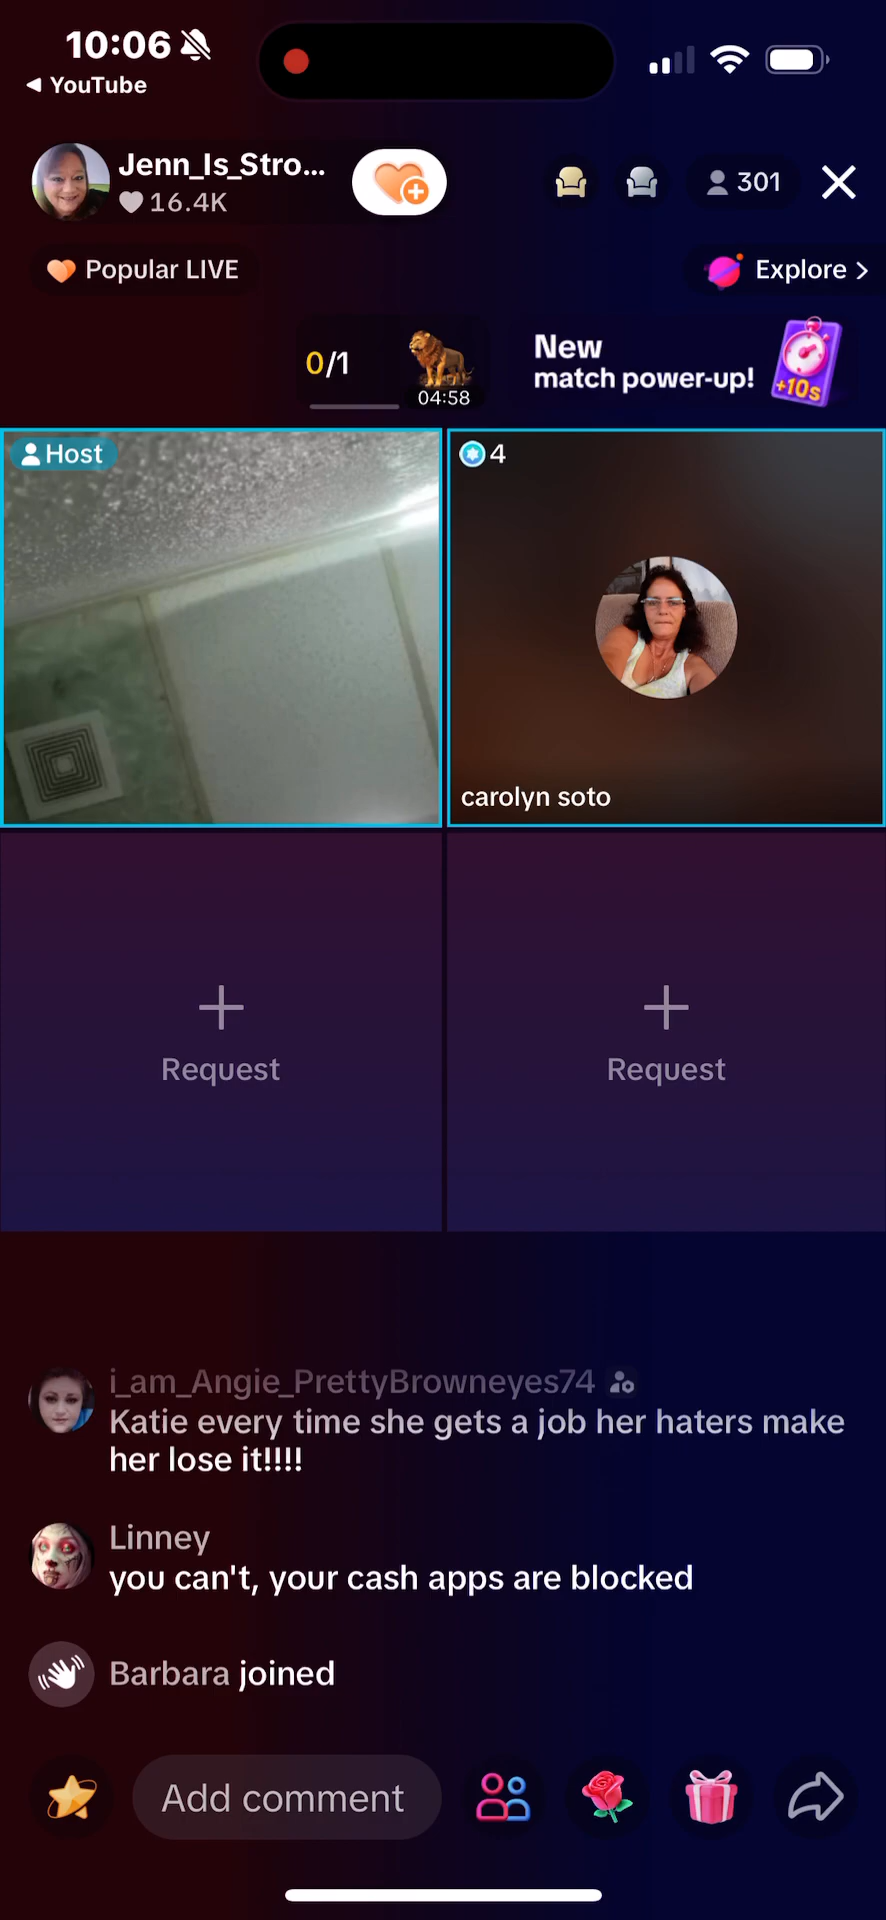 10:06
◀ YouTube
Jenn_Is_Stro...
16.4K
301
Popular LIVE
Explore >
0/1
04:58
New
match power-up!
+10s
Host
4
carolyn soto
Request
Request
i_am_Angie_PrettyBrowneyes74
Katie every time she gets a job her haters make
her lose it!!!!
Linney
you can't, your cash apps are blocked
Barbara joined
Add comment